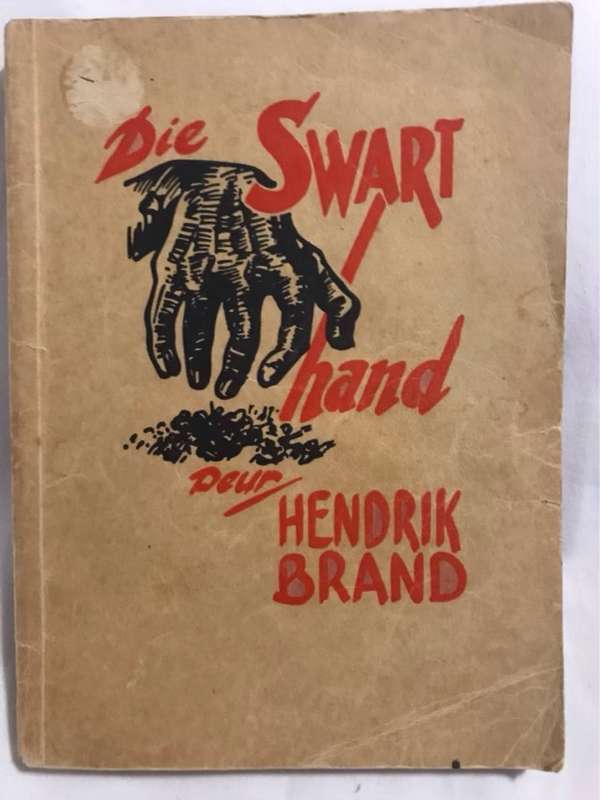 Die SWART
hand
Deur
HENDRIK
BRAND